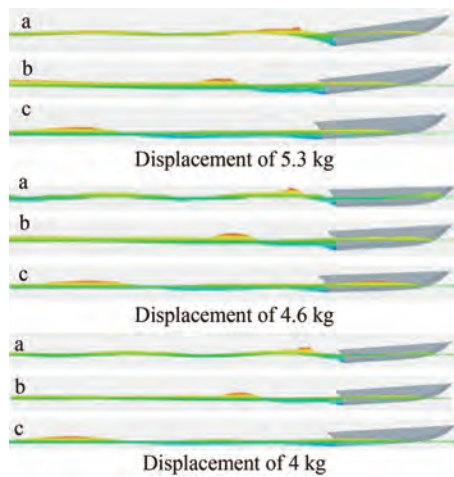 a
b
c
Displacement of 5.3 kg
a
b
c
Displacement of 4.6 kg
a
b
c
Displacement of 4 kg